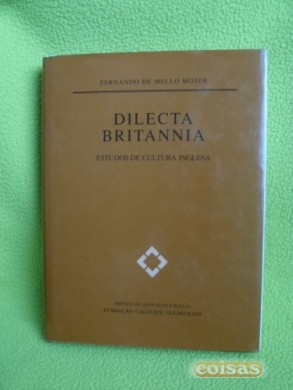 FERNANDO DE MELLO MOSER
DILECTA
BRITANNIA
ESTUDOS DE CULTURA INGLESA
SERVIÇO DE EDUCAÇÃO E BOLSAS
FUNDAÇÃO CALOUSTE GULBENKIAN
coisas